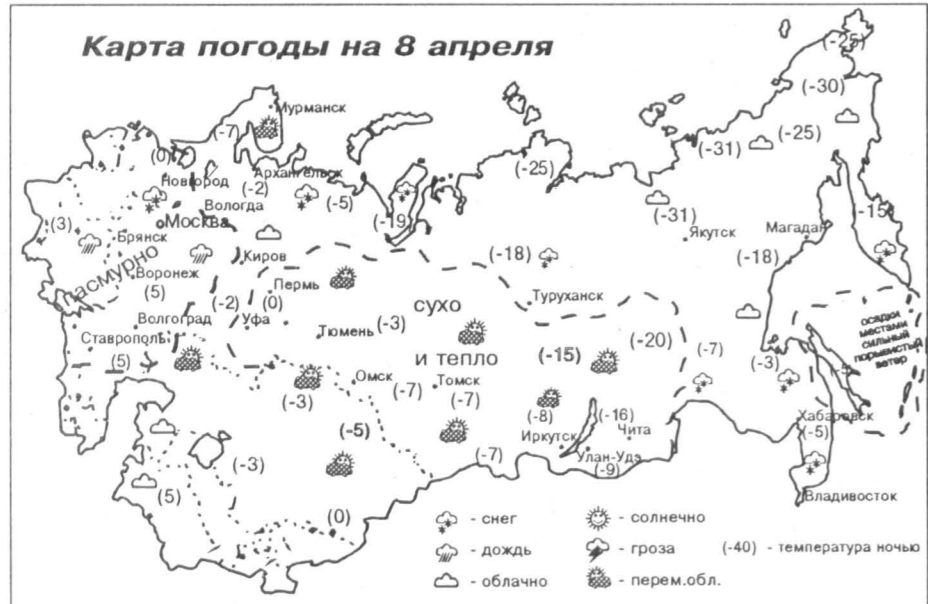 Карта погоды на 8 апреля
(-25)
(-30)
Мурманск
(-7)
(-25)
(-31)
(-25)
(0)
Архангельск
Новгород
(-2)
(-5)
Вологда
(-19)
(-31)
(-15)
(3)
Москва
Якутск
Магадан
Брянск
Киров
(-18)
(-18)
пасмурно
Воронеж
Пермь
(5)
(-2)
(0)
сухо
Туруханск
осадки
местами
сильный
порывистый
ветер
Волгоград
Уфа
Тюмень
(-3)
Ставрополь
(5)
и тепло
(-15)
(-20)
(-7)
(-3)
Омск
(-7)
Томск
(-3)
(-7)
(-8)
(-16)
Хабаровск
(-5)
(-5)
Иркутск
Чита
(-3)
(-7)
Улан-Удэ
(-9)
(5)
(0)
Владивосток
- снег
- солнечно
- дождь
- гроза
(-40) - температура ночью
- облачно
- перем.обл.